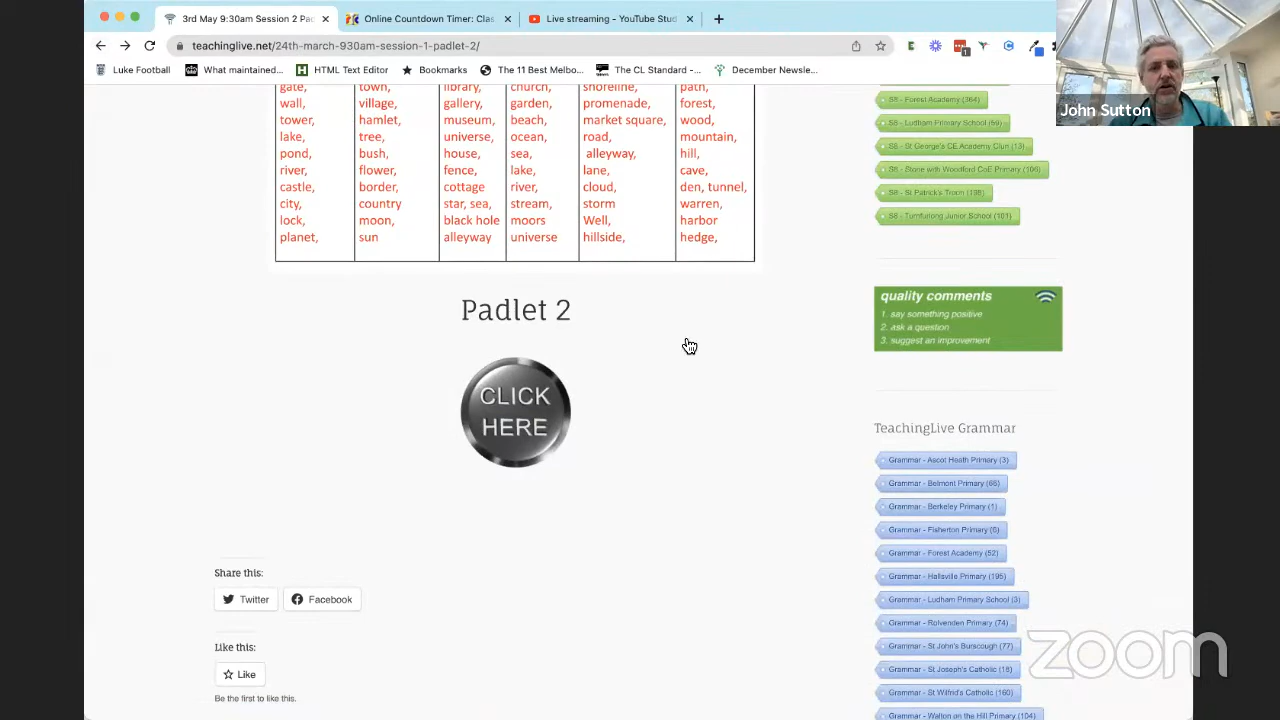 3rd May 9:30am Session 2 Pad
Online Countdown Timer: Clas
Live streaming - YouTube Stud
teachinglive.net/24th-march-930am-session-1-padlet-2/
Luke Football
What maintained...
HTML Text Editor
Bookmarks
The 11 Best Melbo...
The CL Standard -...
December Newsle...
John Sutton
gate, town, library, church, shoreline, path,
wall, village, gallery, garden, promenade, forest,
tower, hamlet, museum, beach, market square, wood,
lake, tree, universe, ocean, road, mountain,
pond, bush, house, sea, alleyway, hill,
river, flower, fence, lake, lane, cave,
castle, border, cottage river, cloud, den, tunnel,
city, country star, sea, stream, storm warren,
lock, moon, black hole moors Well, harbor
planet, sun alleyway universe hillside, hedge,
Padlet 2
CLICK
HERE
Share this:
Twitter
Facebook
Like this:
Like
Be the first to like this.
S8 - Forest Academy (364)
S8 - Ludham Primary School (59)
S8 - St George's CE Academy Clun (13)
S8 - Stone with Woodford CoE Primary (106)
S8 - St Patrick's Troon (198)
S8 - Turnfurlong Junior School (101)
quality comments
1. say something positive
2. ask a question
3. suggest an improvement
TeachingLive Grammar
Grammar - Ascot Heath Primary (3)
Grammar - Belmont Primary (68)
Grammar - Berkeley Primary (1)
Grammar - Fisherton Primary (6)
Grammar - Forest Academy (52)
Grammar - Hallsville Primary (195)
Grammar - Ludham Primary School (3)
Grammar - Rolvenden Primary (74)
Grammar - St John's Burscough (77)
Grammar - St Joseph's Catholic (18)
Grammar - St Wilfrid's Catholic (160)
Grammar - Walton on the Hill Primary (104)
zoom